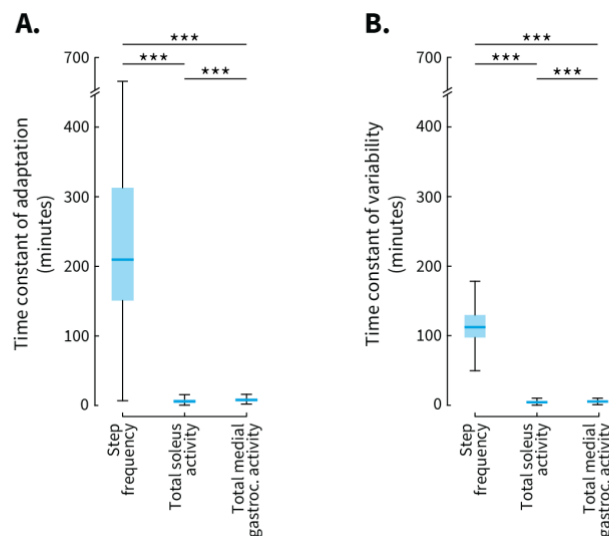 A.
***
700
***
***
400
300
200
100
0
Time constant of adaptation
(minutes)
Step
frequency
Total soleus
activity
Total medial
gastroc. activity
B.
***
700
***
***
400
300
200
100
0
Time constant of variability
(minutes)
Step
frequency
Total soleus
activity
Total medial
gastroc. activity